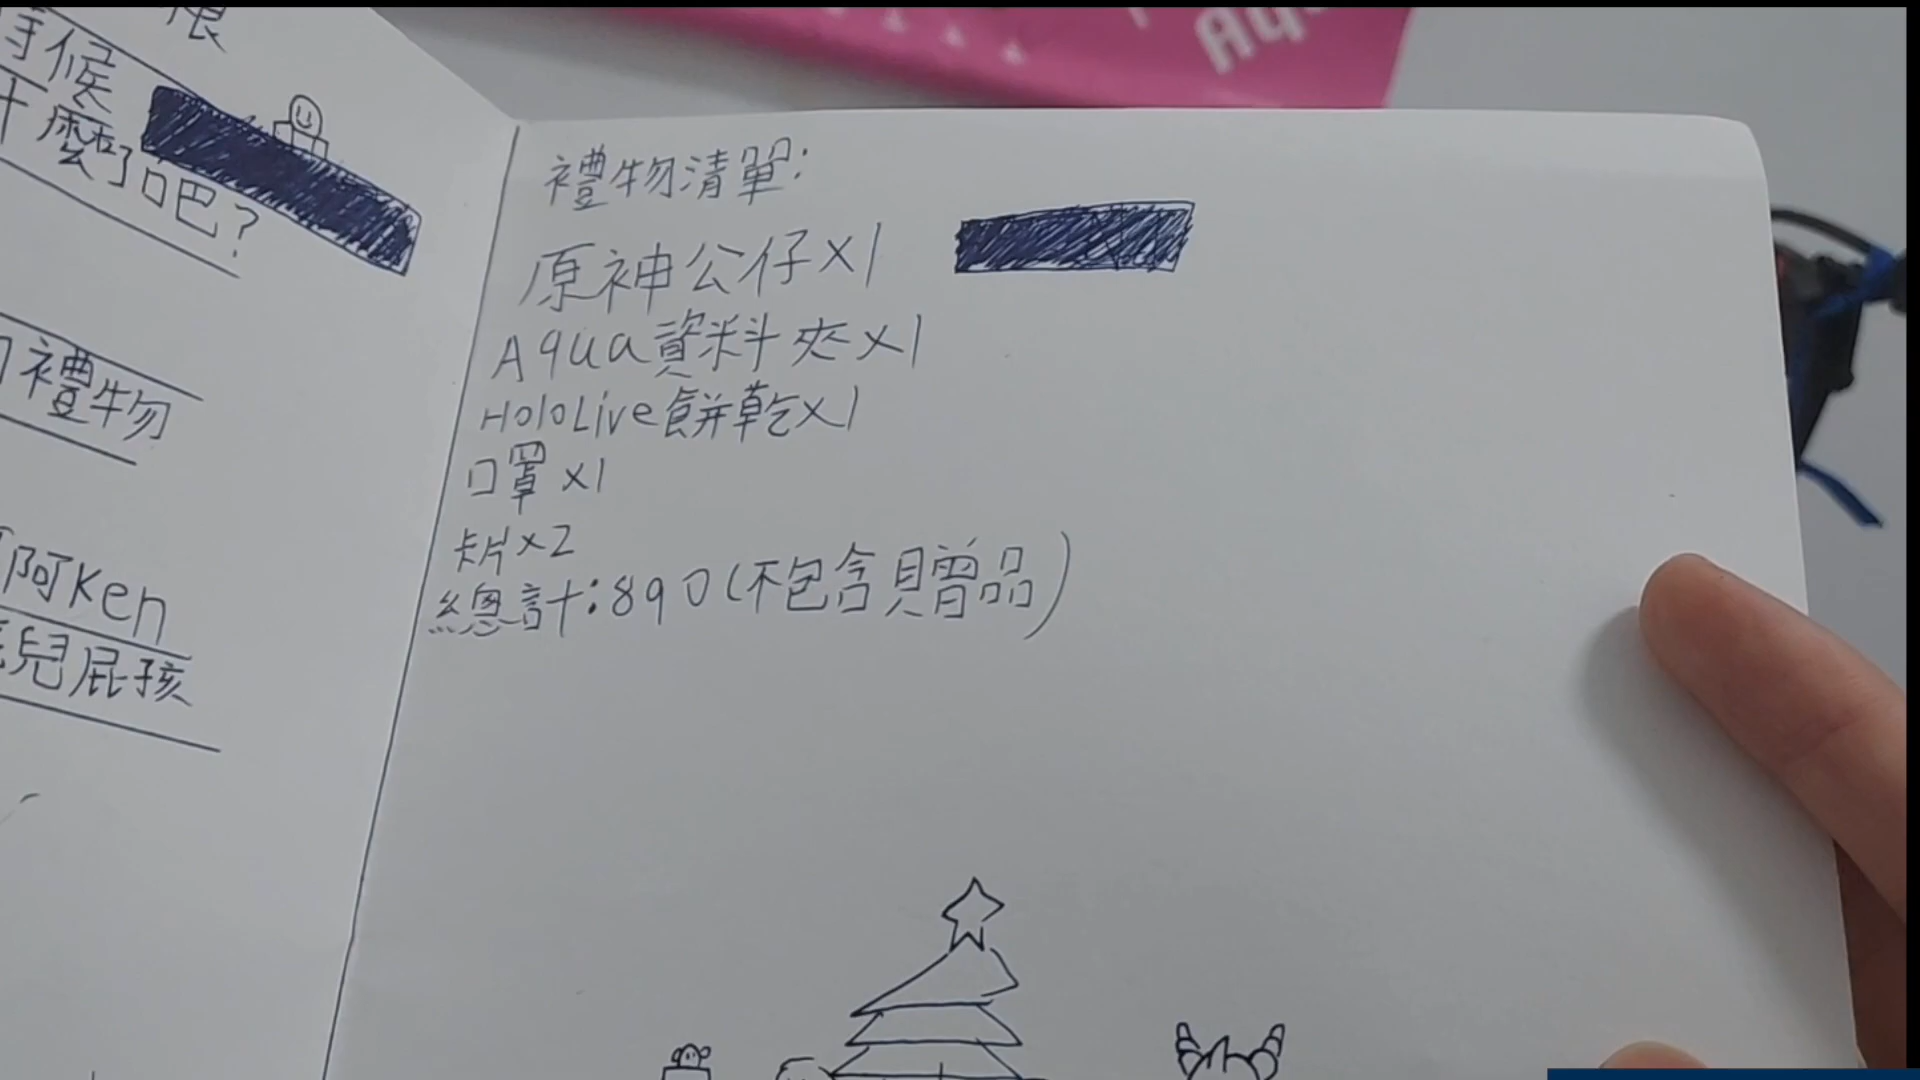 Aq
候
什麼了吧?
禮物
阿Ken
兒屁孩
禮物清單:
原神公仔x1
Aqua資料夾x1
HoloLive餅乾x1
口罩x1
卡片x2
總計:890(不包含贈品)